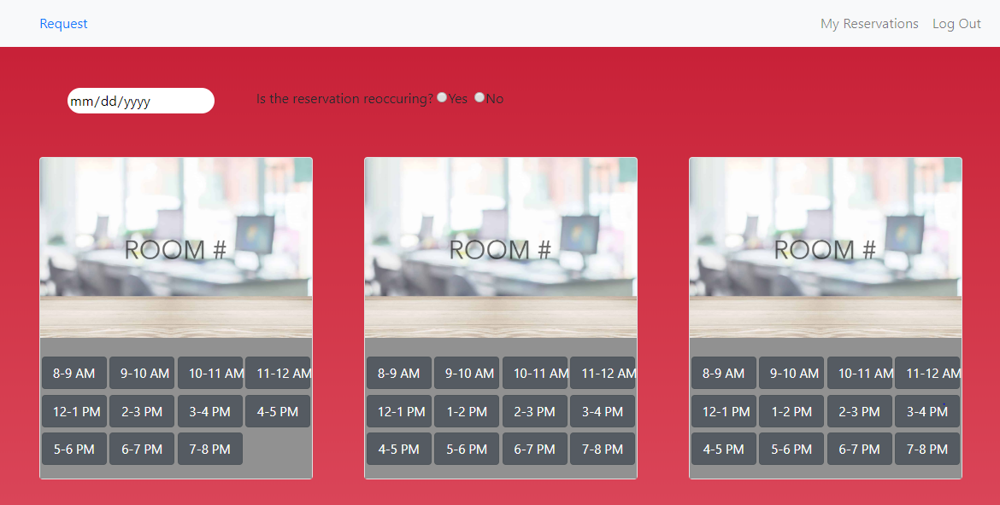 Request My Reservations Log Out
mm/dd/yyyy Is the reservation reoccuring? Yes No
ROOM # ROOM # ROOM #
8-9 AM 9-10 AM 10-11 AM 11-12 AM 8-9 AM 9-10 AM 10-11 AM 11-12 AM 8-9 AM 9-10 AM 10-11 AM 11-12 AM
12-1 PM 2-3 PM 3-4 PM 4-5 PM 12-1 PM 1-2 PM 2-3 PM 3-4 PM 12-1 PM 1-2 PM 2-3 PM 3-4 PM
5-6 PM 6-7 PM 7-8 PM 4-5 PM 5-6 PM 6-7 PM 7-8 PM 4-5 PM 5-6 PM 6-7 PM 7-8 PM